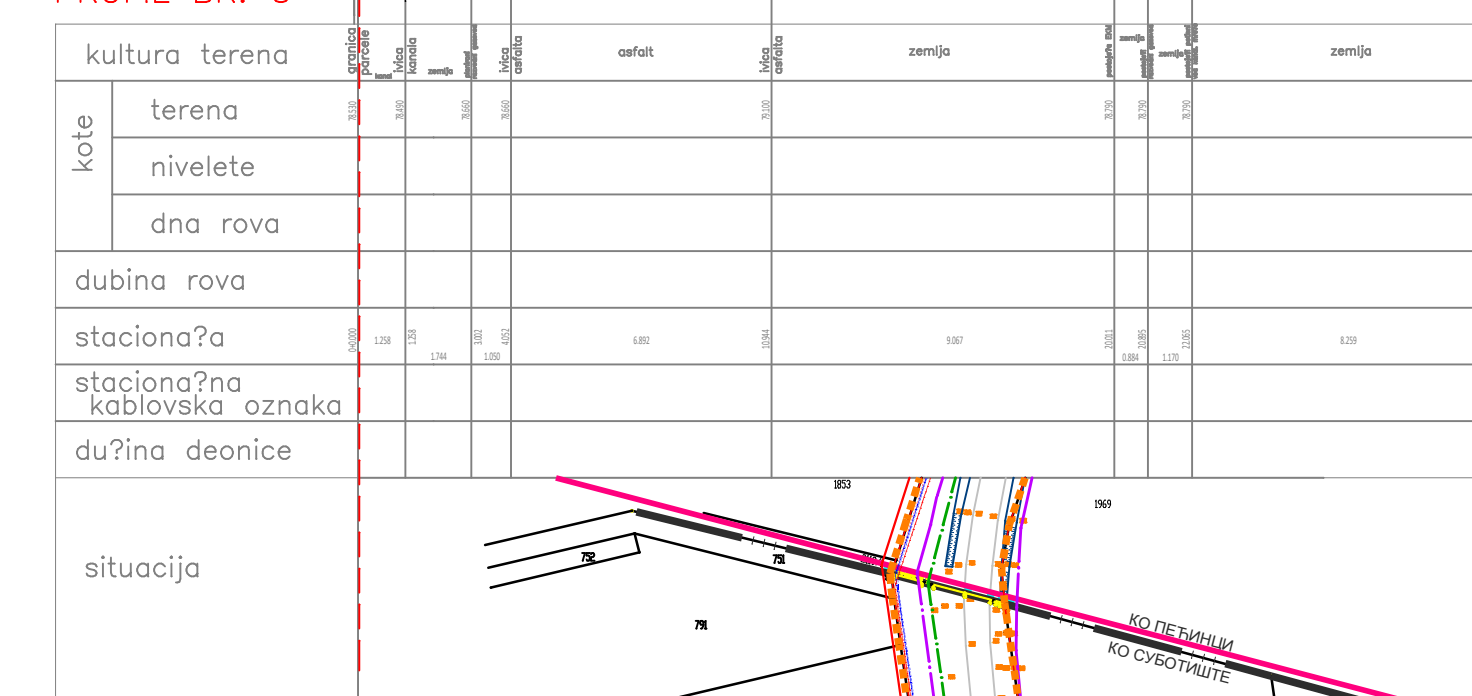 kultura terena
granica
parcele
kanal
ivica
kanala
zemlja
ivica
asfalta
asfalt
ivica
asfalta
zemlja
zemlja
zemlja
zemlja
kote
terena
78.530
78.490
78.660
78.660
79.100
78.790
78.790
78.790
nivelete
dna rova
dubina rova
staciona?a
0+0.000
1.258
1.258
1.744
3.002
1.050
4.052
6.892
10.944
9.067
20.011
0.884
20.895
1.170
22.065
8.259
staciona?na
kablovska oznaka
du?ina deonice
situacija
1853
1969
752
751
791
КО ПЕЋИНЦИ
КО СУБОТИШТЕ